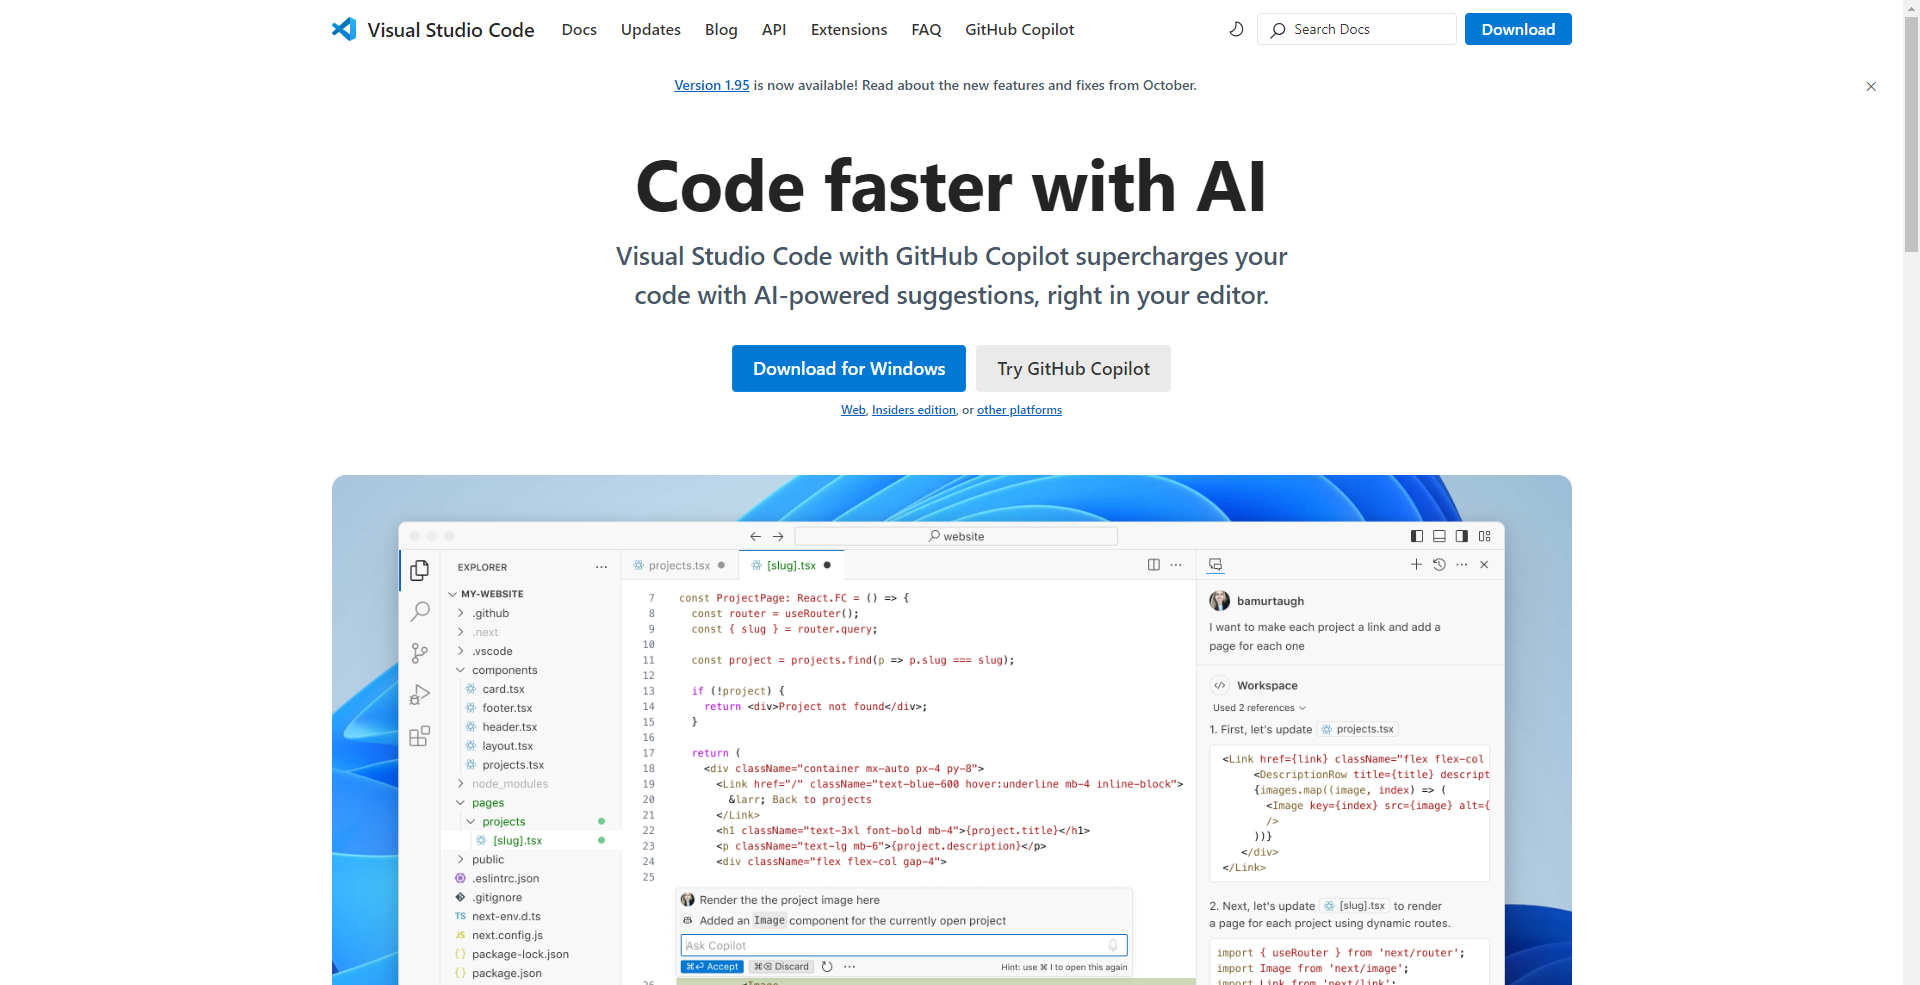 Visual Studio Code
Docs
Updates
Blog
API
Extensions
FAQ
GitHub Copilot
Search Docs
Download
Version 1.95 is now available! Read about the new features and fixes from October.
Code faster with AI
Visual Studio Code with GitHub Copilot supercharges your
code with AI-powered suggestions, right in your editor.
Download for Windows
Try GitHub Copilot
Web, Insiders edition, or other platforms
website
EXPLORER
MY-WEBSITE
.github
.next
.vscode
components
card.tsx
footer.tsx
header.tsx
layout.tsx
projects.tsx
node_modules
pages
projects
[slug].tsx
public
.eslintrc.json
.gitignore
TS next-env.d.ts
JS next.config.js
{ } package-lock.json
{ } package.json
projects.tsx
[slug].tsx
7 const ProjectPage: React.FC = () => {
8 const router = useRouter();
9 const { slug } = router.query;
10
11 const project = projects.find(p => p.slug === slug);
12
13 if (!project) {
14 return <div>Project not found</div>;
15 }
16
17 return (
18 <div className="container mx-auto px-4 py-8">
19 <Link href="/" className="text-blue-600 hover:underline mb-4 inline-block">
20 &larr; Back to projects
21 </Link>
22 <h1 className="text-3xl font-bold mb-4">{project.title}</h1>
23 <p className="text-lg mb-6">{project.description}</p>
24 <div className="flex flex-col gap-4">
25
Render the the project image here
Added an Image component for the currently open project
Ask Copilot
⌘⏎ Accept
⌘⌫ Discard
Hint: use ⌘ I to open this again
26 <Image
bamurtaugh
I want to make each project a link and add a
page for each one
Workspace
Used 2 references
1. First, let's update projects.tsx
<Link href={link} className="flex flex-col
<DescriptionRow title={title} descript
{images.map((image, index) => (
<Image key={index} src={image} alt={
/>
))}
</div>
</Link>
2. Next, let's update [slug].tsx to render
a page for each project using dynamic routes.
import { useRouter } from 'next/router';
import Image from 'next/image';
import Link from 'next/link';